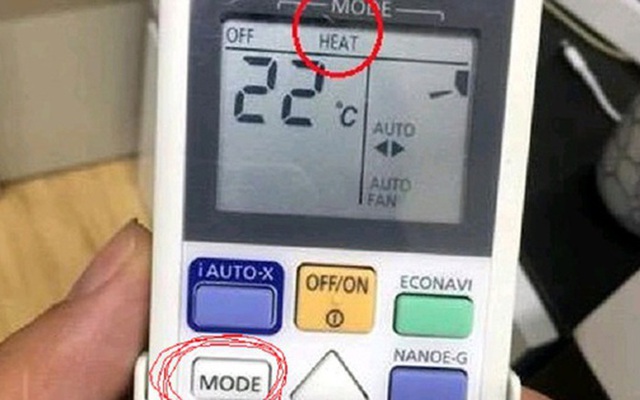 MODE
OFF HEAT
22 °C
AUTO
AUTO
FAN
iAUTO-X
OFF/ON
ECONAVI
NANOE-G
MODE